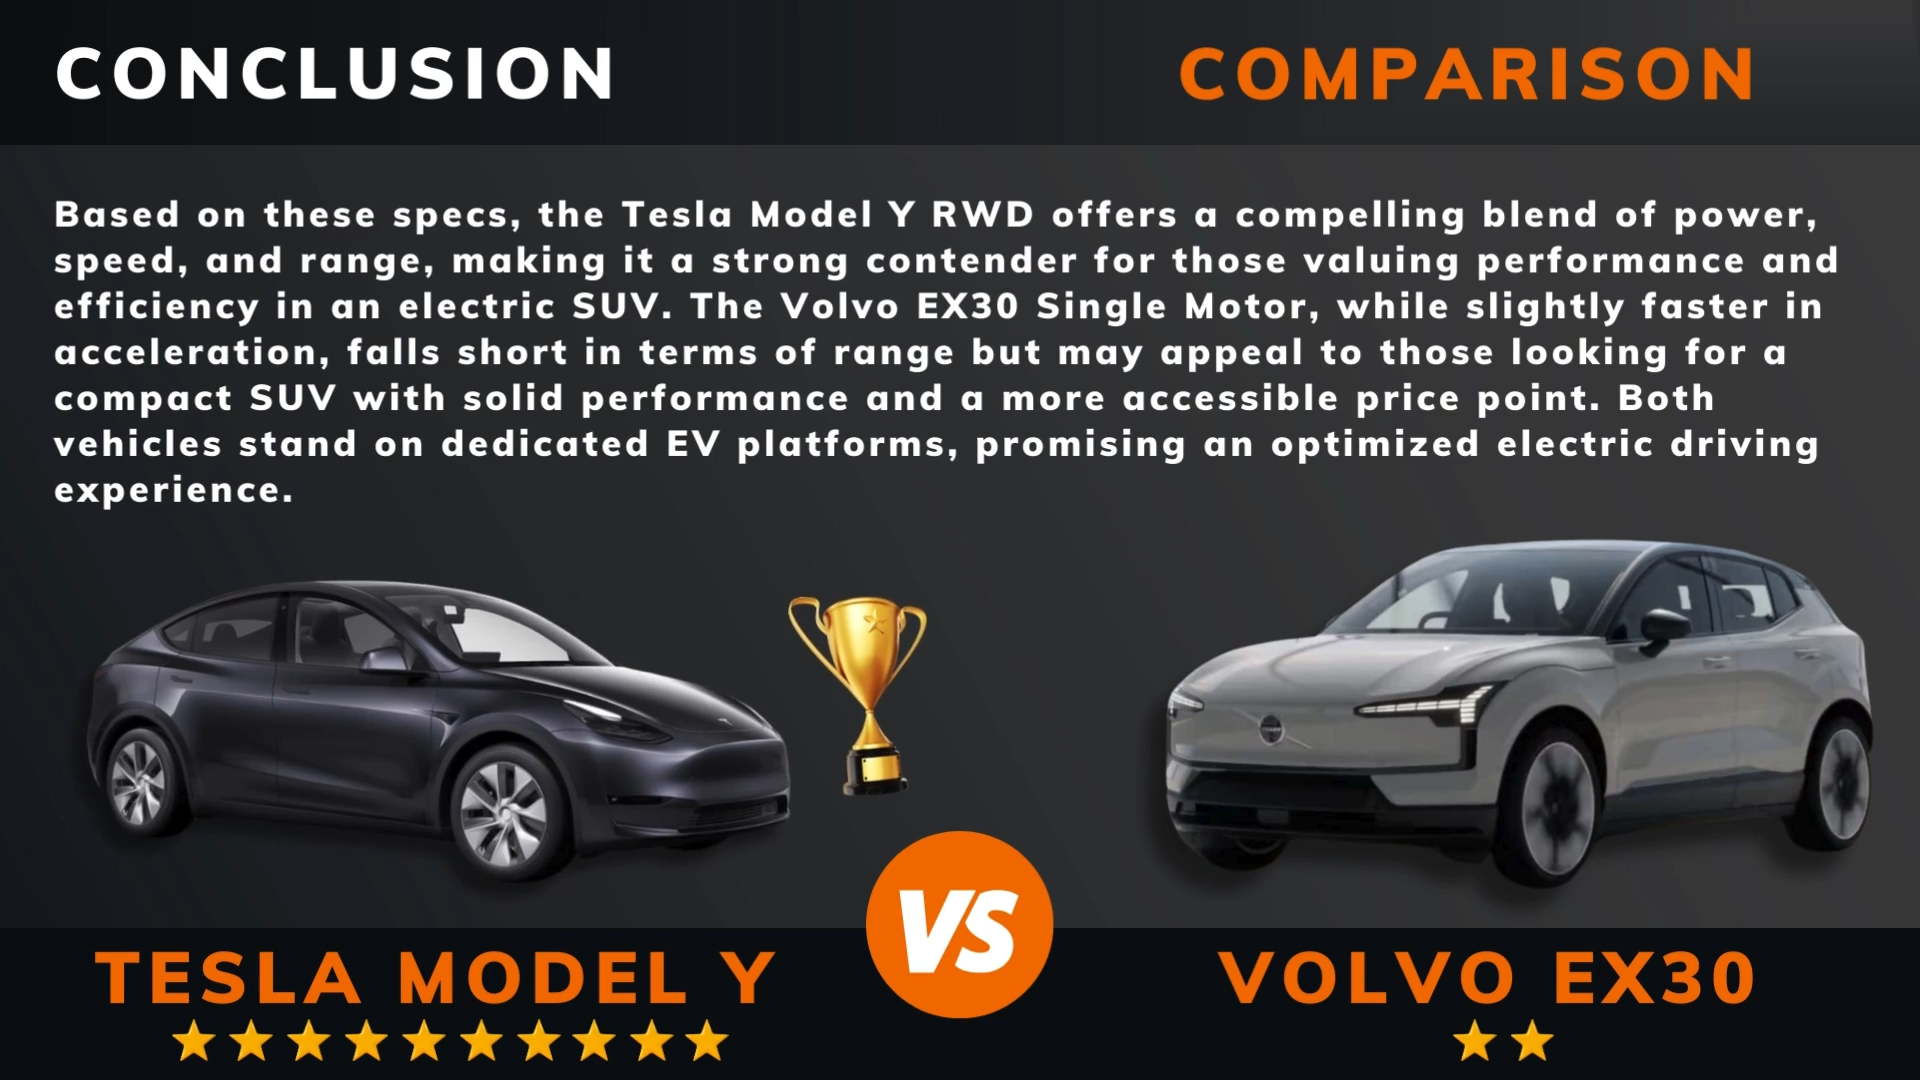 CONCLUSION
COMPARISON
Based on these specs, the Tesla Model Y RWD offers a compelling blend of power,
speed, and range, making it a strong contender for those valuing performance and
efficiency in an electric SUV. The Volvo EX30 Single Motor, while slightly faster in
acceleration, falls short in terms of range but may appeal to those looking for a
compact SUV with solid performance and a more accessible price point. Both
vehicles stand on dedicated EV platforms, promising an optimized electric driving
experience.
VS
TESLA MODEL Y
VOLVO EX30